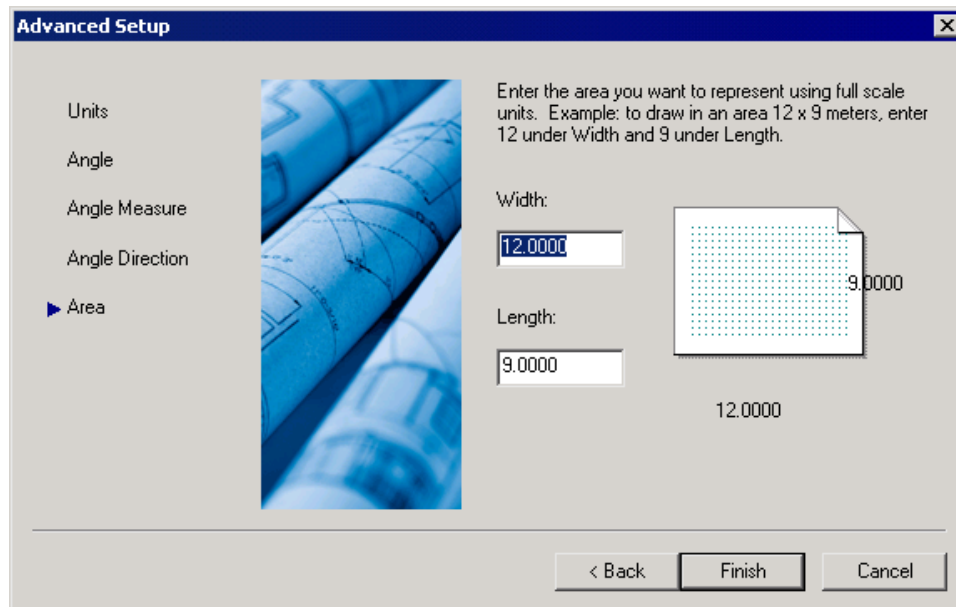 Advanced Setup
Units
Angle
Angle Measure
Angle Direction
Area
Enter the area you want to represent using full scale
units. Example: to draw in an area 12 x 9 meters, enter
12 under Width and 9 under Length.
Width:
12.0000
Length:
9.0000
9.0000
12.0000
< Back
Finish
Cancel